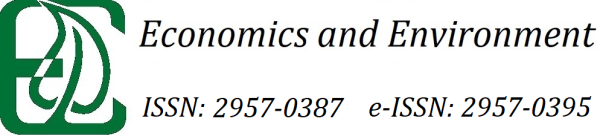 Economics and Environment
ISSN: 2957-0387 e-ISSN: 2957-0395